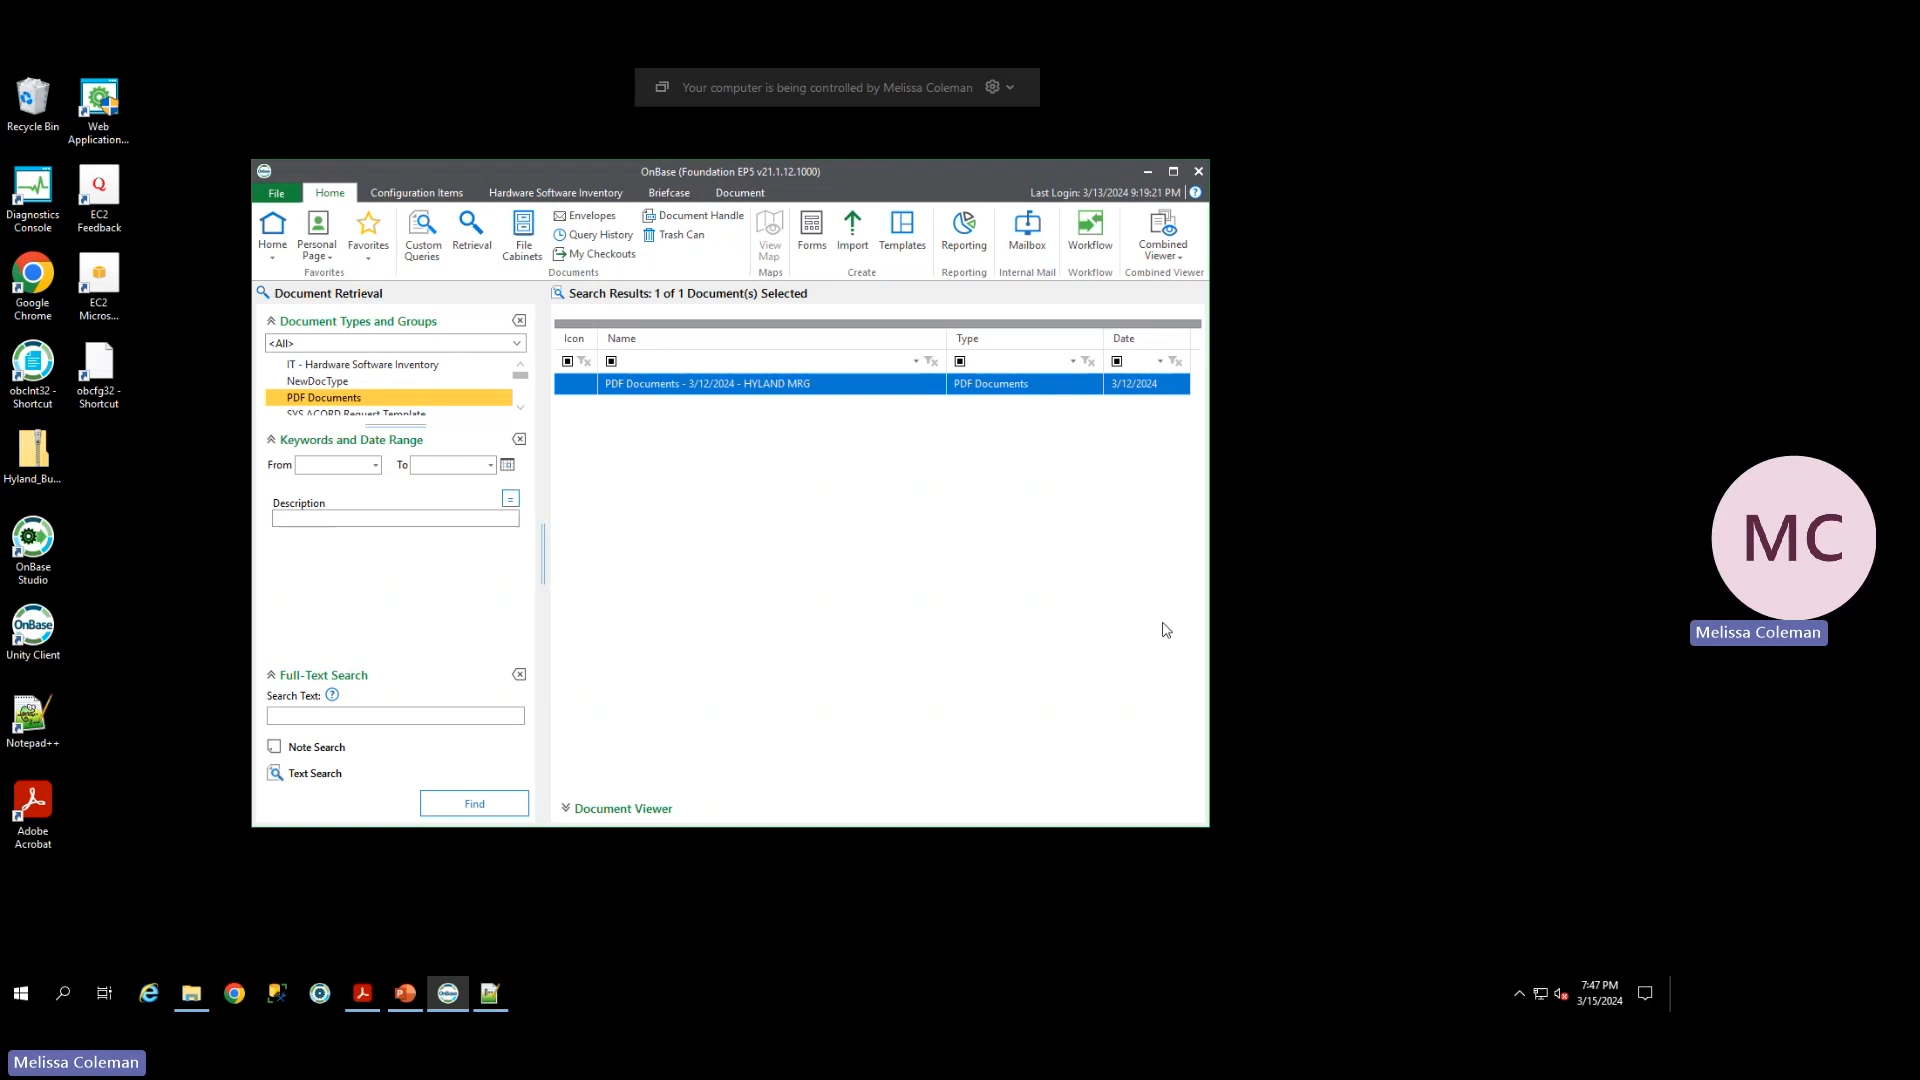 Your computer is being controlled by Melissa Coleman
Recycle Bin
Web
Application...
Diagnostics
Console
EC2
Feedback
Google
Chrome
EC2
Micros...
obclnt32 -
Shortcut
obcfg32 -
Shortcut
Hyland_Bu...
OnBase
Studio
OnBase
Unity Client
Notepad++
Adobe
Acrobat
OnBase (Foundation EP5 v21.1.12.1000)
File
Home
Configuration Items
Hardware Software Inventory
Briefcase
Document
Last Login: 3/13/2024 9:19:21 PM
Home
Personal
Page
Favorites
Favorites
Custom
Queries
Retrieval
File
Cabinets
Envelopes
Query History
My Checkouts
Document Handle
Trash Can
Documents
View
Map
Maps
Forms
Import
Templates
Create
Reporting
Reporting
Mailbox
Internal Mail
Workflow
Workflow
Combined
Viewer
Combined Viewer
Document Retrieval
Document Types and Groups
<All>
IT - Hardware Software Inventory
NewDocType
PDF Documents
SYS ACORD Request Template
Keywords and Date Range
From
To
Description
=
Full-Text Search
Search Text:
Note Search
Text Search
Find
Search Results: 1 of 1 Document(s) Selected
Icon Name Type Date
PDF Documents - 3/12/2024 - HYLAND MRG PDF Documents 3/12/2024
Document Viewer
MC
Melissa Coleman
7:47 PM
3/15/2024
Melissa Coleman